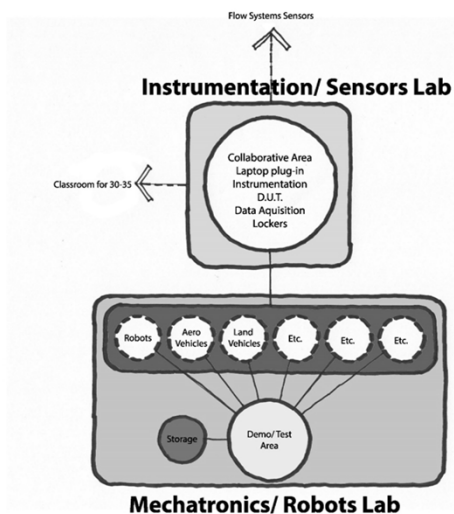 Flow Systems Sensors
Instrumentation/ Sensors Lab
Collaborative Area
Laptop plug-in
Instrumentation
D.U.T.
Data Aquisition
Lockers
Classroom for 30-35
Robots
Aero
Vehicles
Land
Vehicles
Etc.
Etc.
Etc.
Storage
Demo/ Test
Area
Mechatronics/ Robots Lab